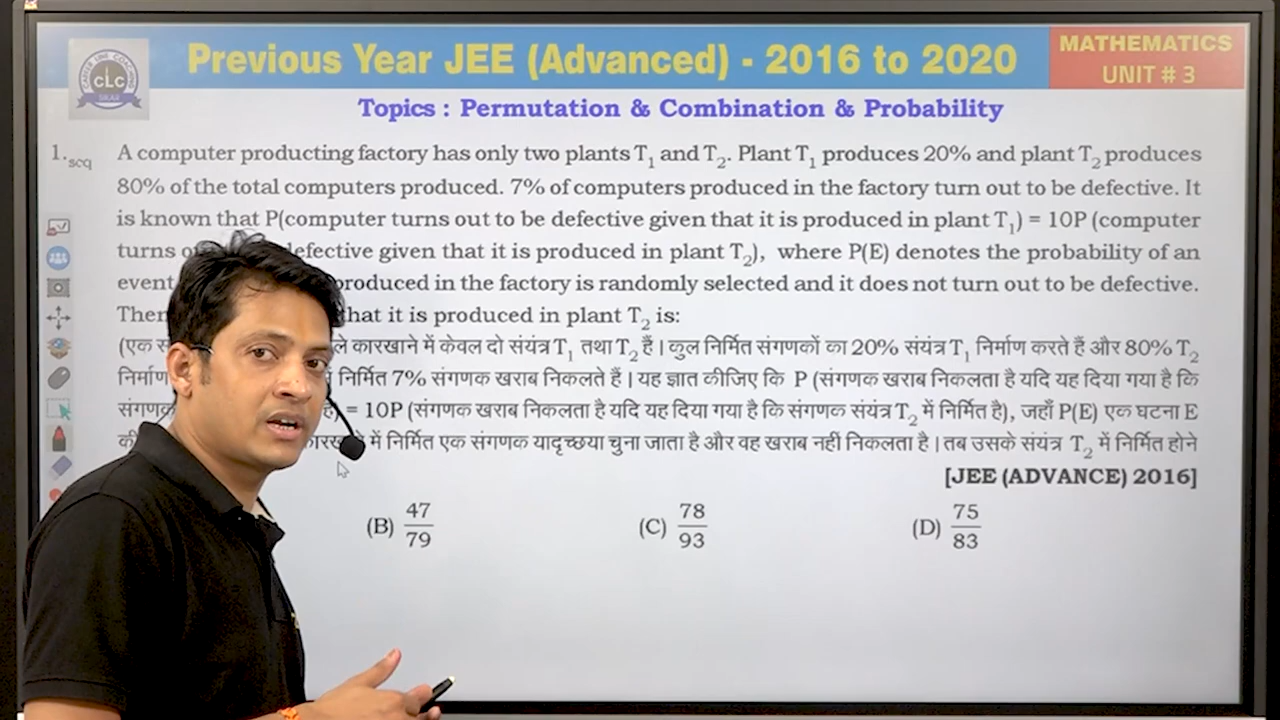 Previous Year JEE (Advanced) - 2016 to 2020
MATHEMATICS
UNIT # 3
CLC
Topics : Permutation & Combination & Probability
1. scq A computer producting factory has only two plants T₁ and T₂. Plant T₁ produces 20% and plant T₂ produces
80% of the total computers produced. 7% of computers produced in the factory turn out to be defective. It
is known that P(computer turns out to be defective given that it is produced in plant T₁) = 10P (computer
turns efective given that it is produced in plant T₂), where P(E) denotes the probability of an
event produced in the factory is randomly selected and it does not turn out to be defective.
Then that it is produced in plant T₂ is:
(एक ले कारखाने में केवल दो संयंत्र T₁ तथा T₂ हैं। कुल निर्मित संगणकों का 20% संयंत्र T₁ निर्माण करते हैं और 80% T₂
निर्माण निर्मित 7% संगणक खराब निकलते हैं। यह ज्ञात कीजिए कि P (संगणक खराब निकलता है यदि यह दिया गया है कि
है) = 10P (संगणक खराब निकलता है यदि यह दिया गया है कि संगणक संयंत्र T₂ में निर्मित है), जहाँ P(E) एक घटना E
की में निर्मित एक संगणक यादृच्छया चुना जाता है और वह खराब नहीं निकलता है। तब उसके संयंत्र T₂ में निर्मित होने
[JEE (ADVANCE) 2016]
(B) 47/79 (C) 78/93 (D) 75/83